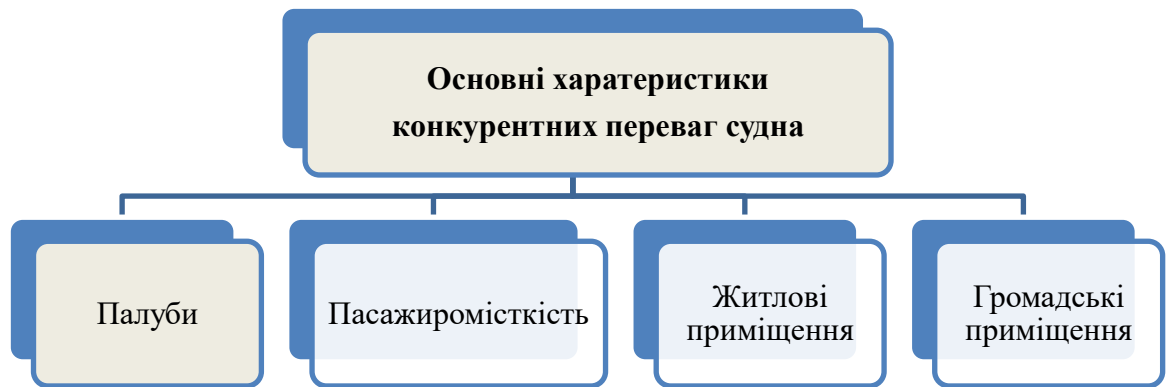 Основні харатеристики
конкурентних переваг судна
Палуби
Пасажиромісткість
Житлові
приміщення
Громадські
приміщення